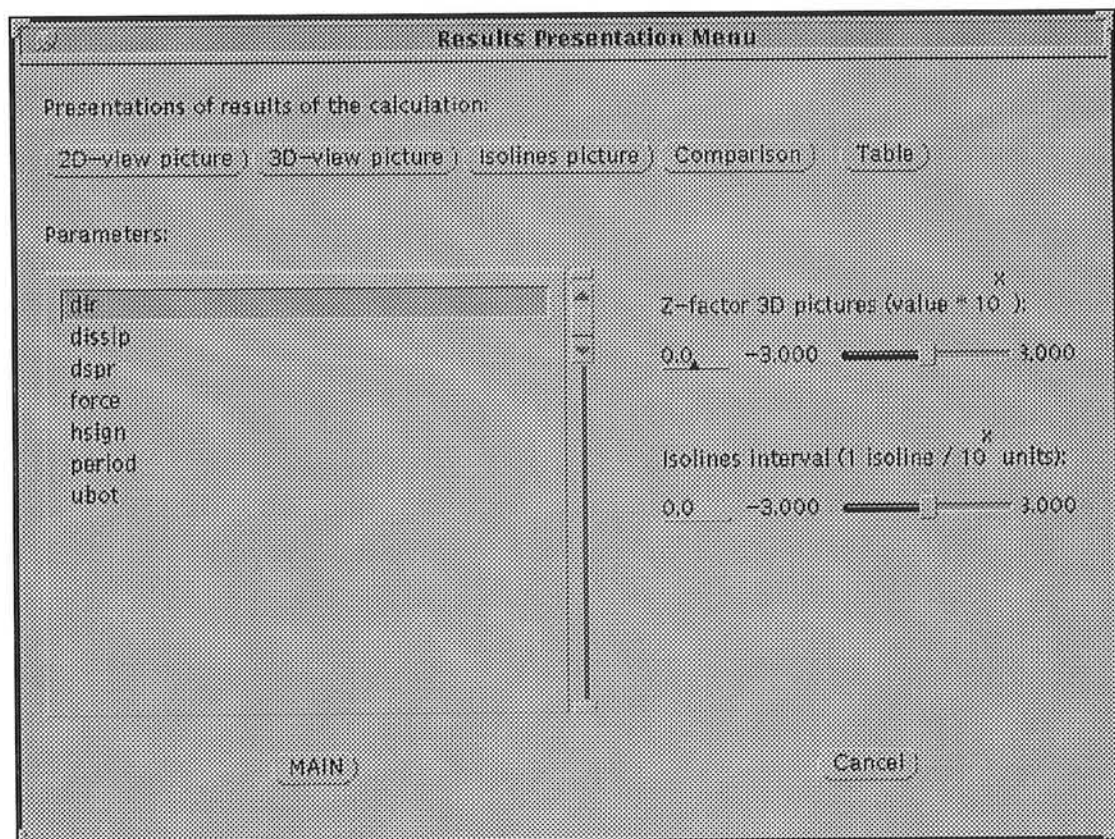 Results Presentation Menu
Presentations of results of the calculation:
2D-view picture 3D-view picture Isolines picture Comparison Table
Parameters:
dir
dissip
dspr
force
hsign
period
ubot
Z-factor 3D pictures (value * 10^x):
0.0 -3.000 3.000
Isolines interval (1 isoline / 10^x units):
0.0 -3.000 3.000
MAIN
Cancel